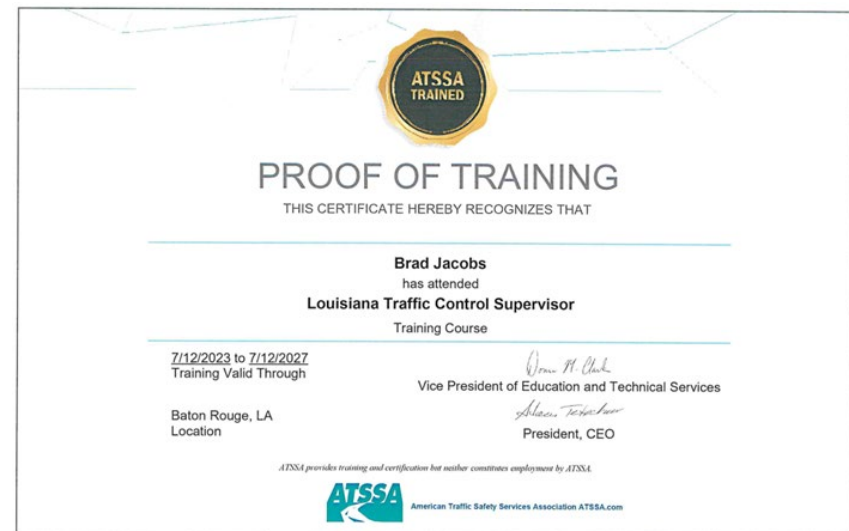 ATSSA
TRAINED
PROOF OF TRAINING
THIS CERTIFICATE HEREBY RECOGNIZES THAT
Brad Jacobs
has attended
Louisiana Traffic Control Supervisor
Training Course
7/12/2023 to 7/12/2027
Training Valid Through
Vice President of Education and Technical Services
Baton Rouge, LA
Location
President, CEO
ATSSA provides training and certification but neither constitutes employment by ATSSA.
ATSSA
American Traffic Safety Services Association ATSSA.com